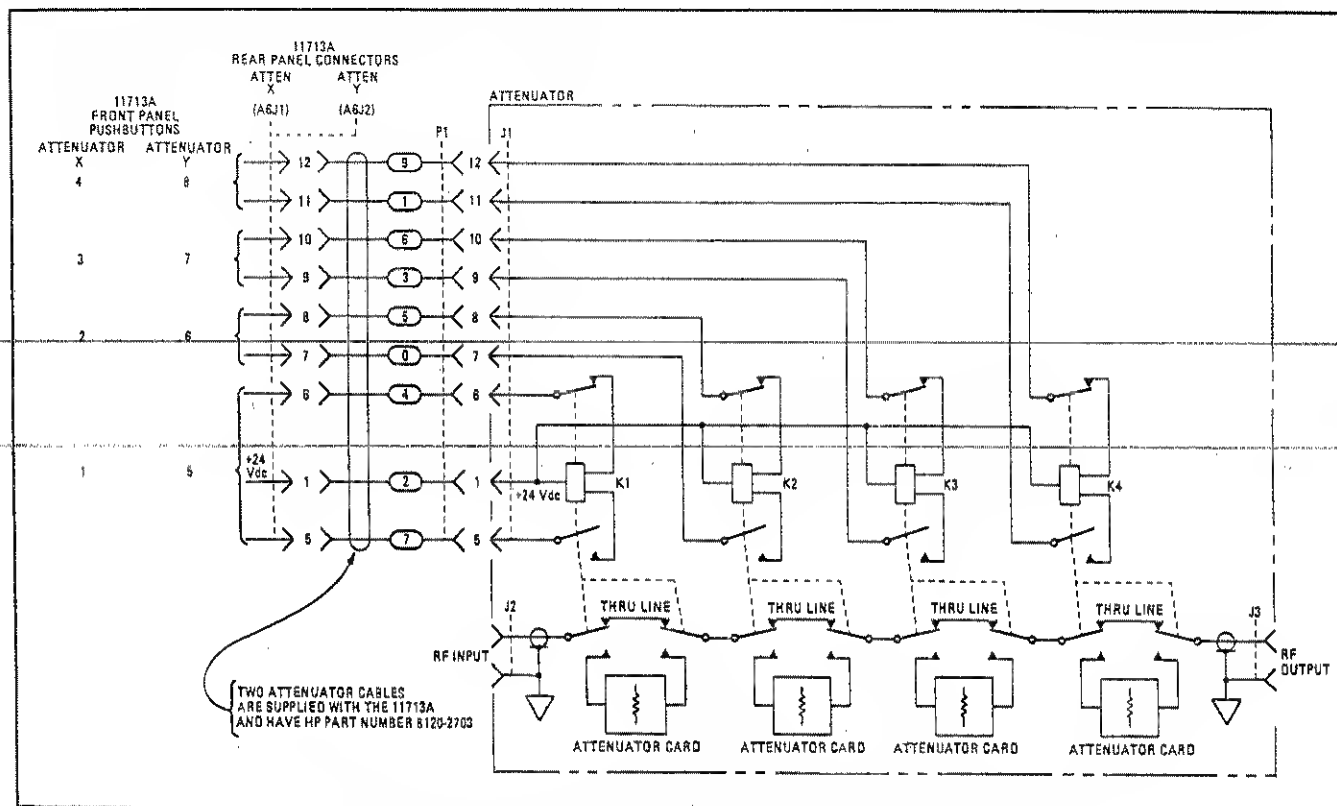 11713A
REAR PANEL CONNECTORS
ATTEN ATTEN
X Y
(A6J1) (A6J2)
11713A
FRONT PANEL
PUSHBUTTONS
ATTENUATOR ATTENUATOR
X Y
ATTENUATOR
P1 J1
4 8
12 9 12
11 1 11
3 7
10 6 10
9 3 9
2 6
8 5 8
7 0 7
6 4 6
1 5
+24
Vdc
1 2 1
+24 Vdc
K1 K2 K3 K4
5 7 5
J2
THRU LINE THRU LINE THRU LINE THRU LINE
J3
RF INPUT
RF
OUTPUT
TWO ATTENUATOR CABLES
ARE SUPPLIED WITH THE 11713A
AND HAVE HP PART NUMBER 8120-2703
ATTENUATOR CARD ATTENUATOR CARD ATTENUATOR CARD ATTENUATOR CARD